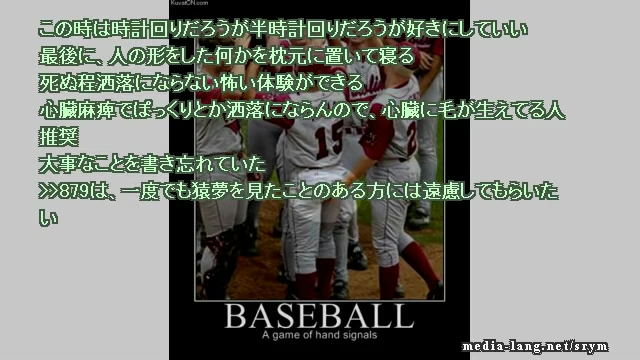 KuvatON.com
この時は時計回りだろうが半時計回りだろうが好きにしていい
最後に、人の形をした何かを枕元に置いて寝る
死ぬ程洒落にならない怖い体験ができる
心臓麻痺でぽっくりとか洒落にならんので、心臓に毛が生えてる人
推奨
大事なことを書き忘れていた
>>879は、一度でも猿夢を見たことのある方には遠慮してもらいた
い
15
2
BASEBALL
A game of hand signals
media-lang.net/srym